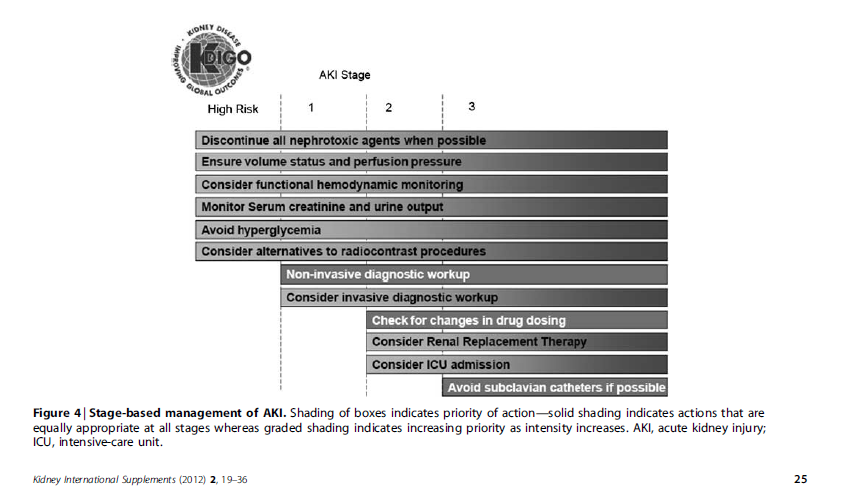 KIDNEY DISEASE
IMPROVING GLOBAL OUTCOMES
KDIGO
AKI Stage
High Risk 1 2 3
Discontinue all nephrotoxic agents when possible
Ensure volume status and perfusion pressure
Consider functional hemodynamic monitoring
Monitor Serum creatinine and urine output
Avoid hyperglycemia
Consider alternatives to radiocontrast procedures
Non-invasive diagnostic workup
Consider invasive diagnostic workup
Check for changes in drug dosing
Consider Renal Replacement Therapy
Consider ICU admission
Avoid subclavian catheters if possible
Figure 4 | Stage-based management of AKI. Shading of boxes indicates priority of action—solid shading indicates actions that are
equally appropriate at all stages whereas graded shading indicates increasing priority as intensity increases. AKI, acute kidney injury;
ICU, intensive-care unit.
Kidney International Supplements (2012) 2, 19–36 25